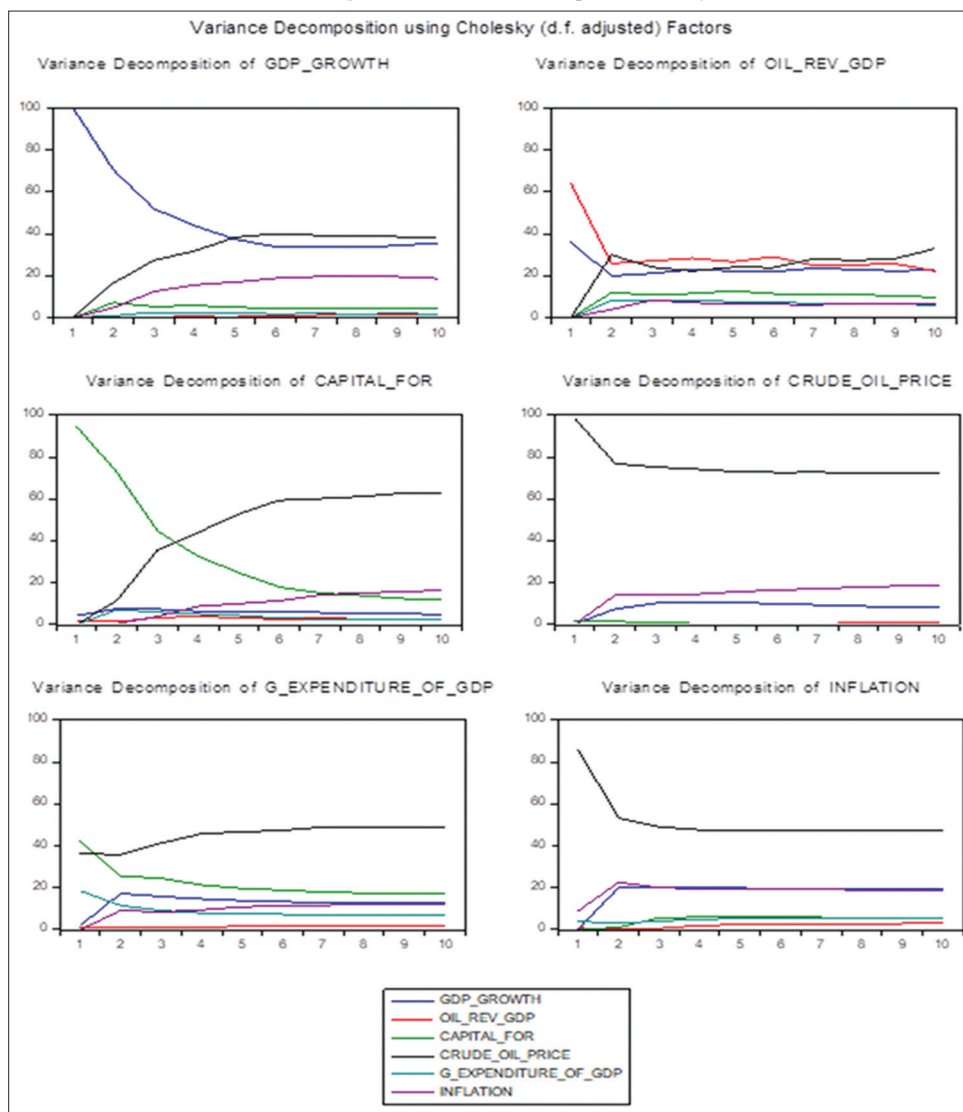 Variance Decomposition using Cholesky (d.f. adjusted) Factors
Variance Decomposition of GDP_GROWTH
100
80
60
40
20
0
1 2 3 4 5 6 7 8 9 10
Variance Decomposition of OIL_REV_GDP
100
80
60
40
20
0
1 2 3 4 5 6 7 8 9 10
Variance Decomposition of CAPITAL_FOR
100
80
60
40
20
0
1 2 3 4 5 6 7 8 9 10
Variance Decomposition of CRUDE_OIL_PRICE
100
80
60
40
20
0
1 2 3 4 5 6 7 8 9 10
Variance Decomposition of G_EXPENDITURE_OF_GDP
100
80
60
40
20
0
1 2 3 4 5 6 7 8 9 10
Variance Decomposition of INFLATION
100
80
60
40
20
0
1 2 3 4 5 6 7 8 9 10
GDP_GROWTH
OIL_REV_GDP
CAPITAL_FOR
CRUDE_OIL_PRICE
G_EXPENDITURE_OF_GDP
INFLATION